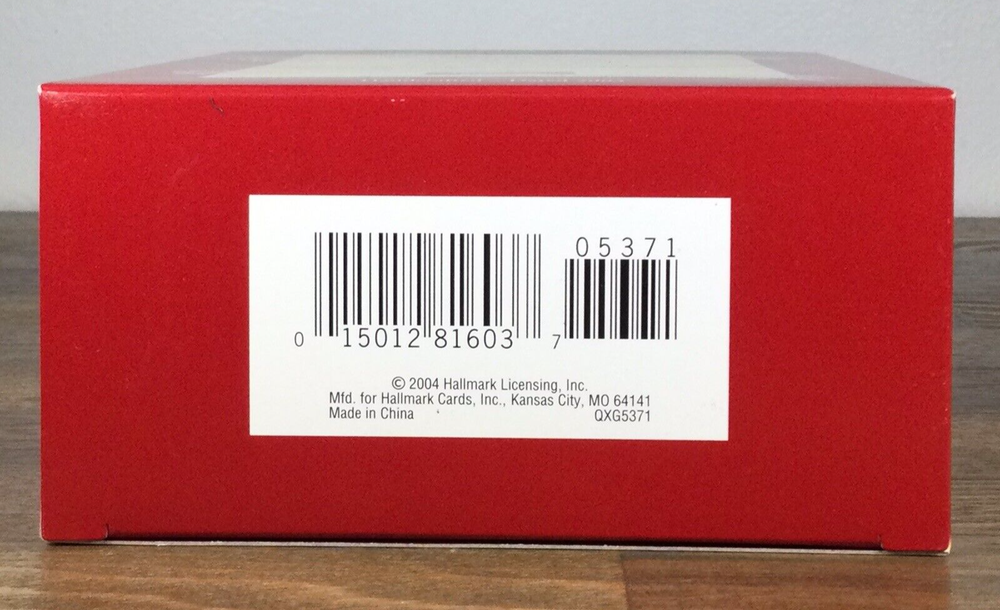 05371
0 15012 81603 7
© 2004 Hallmark Licensing, Inc.
Mfd. for Hallmark Cards, Inc., Kansas City, MO 64141
Made in China QXG5371